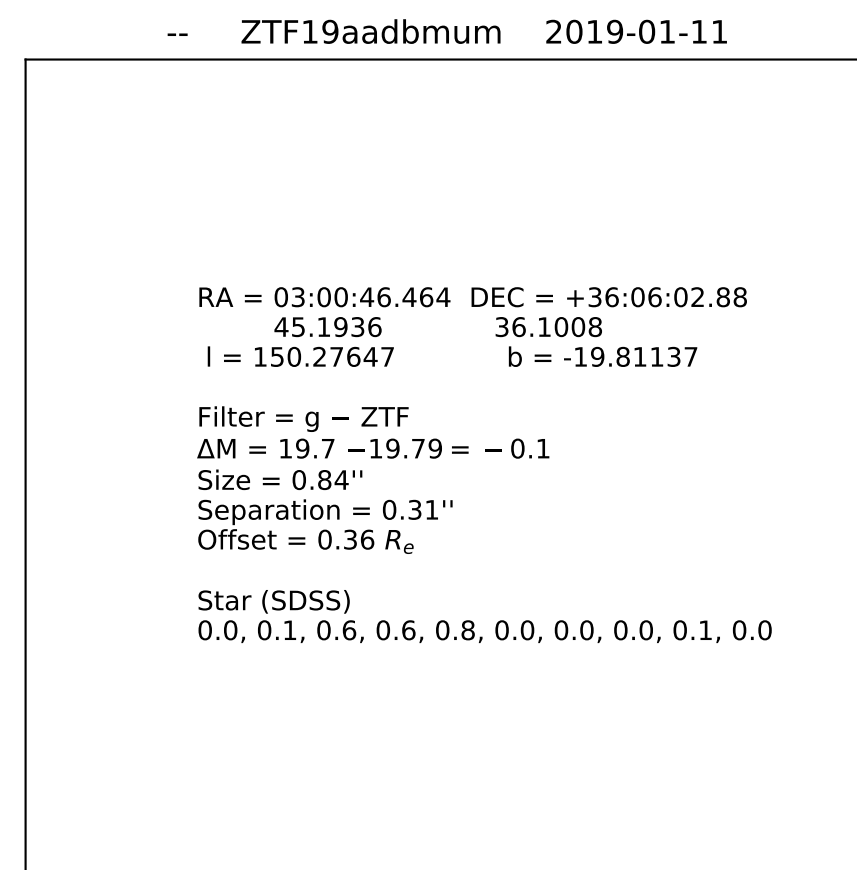 -- ZTF19aadbmum 2019-01-11
RA = 03:00:46.464 DEC = +36:06:02.88
45.1936 36.1008
l = 150.27647 b = -19.81137
Filter = g − ZTF
ΔM = 19.7 −19.79 = − 0.1
Size = 0.84''
Separation = 0.31''
Offset = 0.36 Rₑ
Star (SDSS)
0.0, 0.1, 0.6, 0.6, 0.8, 0.0, 0.0, 0.0, 0.1, 0.0